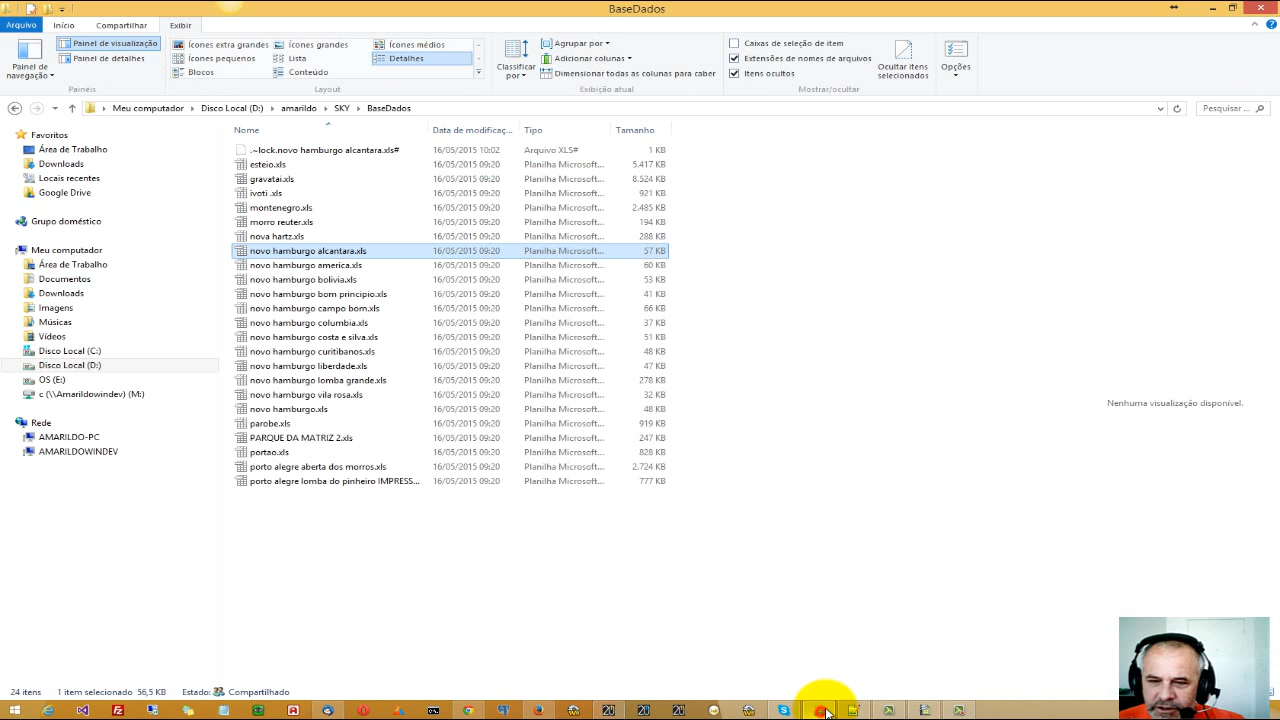 BaseDados
Arquivo Início Compartilhar Exibir
Painel de navegação
Painel de visualização
Painel de detalhes
Painéis
Ícones extra grandes Ícones grandes Ícones médios
Ícones pequenos Lista Detalhes
Blocos Conteúdo
Layout
Classificar por
Agrupar por
Adicionar colunas
Dimensionar todas as colunas para caber
Exibição atual
Caixas de seleção de item
Extensões de nomes de arquivos
Itens ocultos
Ocultar itens selecionados
Mostrar/ocultar
Opções
Meu computador Disco Local (D:) amarildo SKY BaseDados
Pesquisar ...
Favoritos
Área de Trabalho
Downloads
Locais recentes
Google Drive
Grupo doméstico
Meu computador
Área de Trabalho
Documentos
Downloads
Imagens
Músicas
Vídeos
Disco Local (C:)
Disco Local (D:)
OS (E:)
c (\\Amarildowindev) (M:)
Rede
AMARILDO-PC
AMARILDOWINDEV
Nome Data de modificaç... Tipo Tamanho
.~lock.novo hamburgo alcantara.xls# 16/05/2015 10:02 Arquivo XLS# 1 KB
esteio.xls 16/05/2015 09:20 Planilha Microsoft... 5.417 KB
gravatai.xls 16/05/2015 09:20 Planilha Microsoft... 8.524 KB
ivoti .xls 16/05/2015 09:20 Planilha Microsoft... 921 KB
montenegro.xls 16/05/2015 09:20 Planilha Microsoft... 2.485 KB
morro reuter.xls 16/05/2015 09:20 Planilha Microsoft... 194 KB
nova hartz.xls 16/05/2015 09:20 Planilha Microsoft... 288 KB
novo hamburgo alcantara.xls 16/05/2015 09:20 Planilha Microsoft... 57 KB
novo hamburgo america.xls 16/05/2015 09:20 Planilha Microsoft... 60 KB
novo hamburgo bolivia.xls 16/05/2015 09:20 Planilha Microsoft... 53 KB
novo hamburgo bom principio.xls 16/05/2015 09:20 Planilha Microsoft... 41 KB
novo hamburgo campo bom.xls 16/05/2015 09:20 Planilha Microsoft... 66 KB
novo hamburgo columbia.xls 16/05/2015 09:20 Planilha Microsoft... 37 KB
novo hamburgo costa e silva.xls 16/05/2015 09:20 Planilha Microsoft... 51 KB
novo hamburgo curitibanos.xls 16/05/2015 09:20 Planilha Microsoft... 48 KB
novo hamburgo liberdade.xls 16/05/2015 09:20 Planilha Microsoft... 47 KB
novo hamburgo lomba grande.xls 16/05/2015 09:20 Planilha Microsoft... 278 KB
novo hamburgo vila rosa.xls 16/05/2015 09:20 Planilha Microsoft... 32 KB
novo hamburgo.xls 16/05/2015 09:20 Planilha Microsoft... 48 KB
parobe.xls 16/05/2015 09:20 Planilha Microsoft... 919 KB
PARQUE DA MATRIZ 2.xls 16/05/2015 09:20 Planilha Microsoft... 247 KB
portao.xls 16/05/2015 09:20 Planilha Microsoft... 828 KB
porto alegre aberta dos morros.xls 16/05/2015 09:20 Planilha Microsoft... 2.724 KB
porto alegre lomba do pinheiro IMPRESS... 16/05/2015 09:20 Planilha Microsoft... 777 KB
Nenhuma visualização disponível.
24 itens 1 item selecionado 56,5 KB Estado: Compartilhado
20 20 20